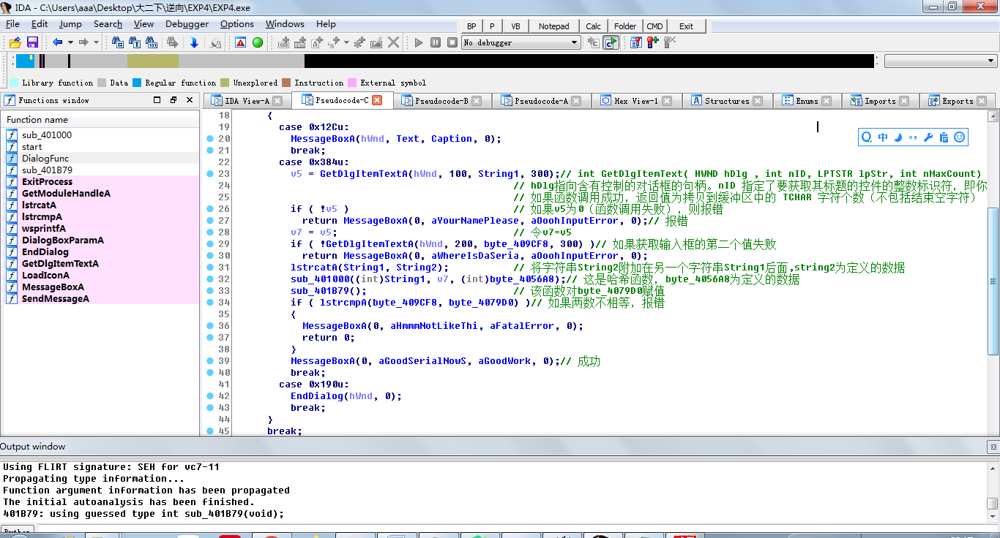 IDA - C:\Users\aaa\Desktop\大二下\逆向\EXP4\EXP4.exe
File Edit Jump Search View Debugger Options Windows Help
BP P VB Notepad Calc Folder CMD Exit
No debugger
Library function Data Regular function Unexplored Instruction External symbol
Functions window
IDA View-A Pseudocode-C Pseudocode-B Pseudocode-A Hex View-1 Structures Enums Imports Exports
Function name
sub_401000
start
DialogFunc
sub_401B79
ExitProcess
GetModuleHandleA
lstrcatA
lstrcmpA
wsprintfA
DialogBoxParamA
EndDialog
GetDlgItemTextA
LoadIconA
MessageBoxA
SendMessageA
中
18 {
19 case 0x12Cu:
20 MessageBoxA(hWnd, Text, Caption, 0);
21 break;
22 case 0x384u:
23 v5 = GetDlgItemTextA(hWnd, 100, String1, 300);// int GetDlgItemText( HWND hDlg , int nID, LPTSTR lpStr, int nMaxCount)
24 // hDlg指向含有控制的对话框的句柄。nID 指定了要获取其标题的控件的整数标识符，即你
25 // 如果函数调用成功，返回值为拷贝到缓冲区中的 TCHAR 字符个数（不包括结束空字符）
26 if ( !v5 ) // 如果v5为0（函数调用失败），则报错
27 return MessageBoxA(0, aYourNamePlease, aOoohInputError, 0);// 报错
28 v7 = v5; // 令v7=v5
29 if ( !GetDlgItemTextA(hWnd, 200, byte_409CF8, 300) )// 如果获取输入框的第二个值失败
30 return MessageBoxA(0, aWhereIsDaSeria, aOoohInputError, 0);
31 lstrcatA(String1, String2); // 将字符串String2附加在另一个字符串String1后面,string2为定义的数据
32 sub_401000((int)String1, v7, (int)byte_4056A8);// 这是哈希函数，byte_4056A8为定义的数据
33 sub_401B79(); // 该函数对byte_4079D0赋值
34 if ( lstrcmpA(byte_409CF8, byte_4079D0) )// 如果两数不相等，报错
35 {
36 MessageBoxA(0, aHmmmNotLikeThi, aFatalError, 0);
37 return 0;
38 }
39 MessageBoxA(0, aGoodSerialNowS, aGoodWork, 0);// 成功
40 break;
41 case 0x190u:
42 EndDialog(hWnd, 0);
43 break;
44 }
45 break;
Output window
Using FLIRT signature: SEH for vc7-11
Propagating type information...
Function argument information has been propagated
The initial autoanalysis has been finished.
401B79: using guessed type int sub_401B79(void);